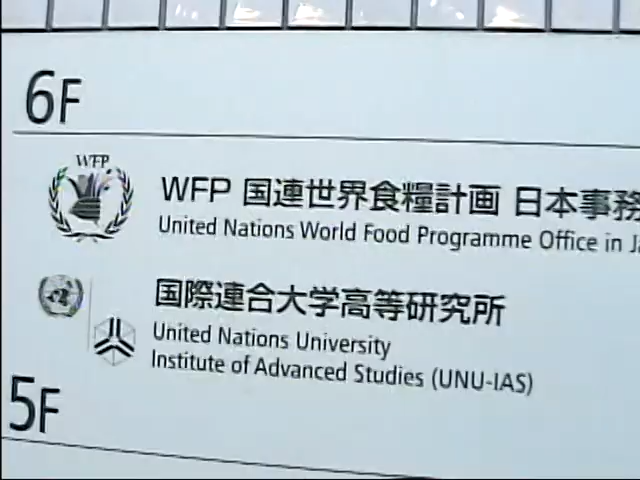 6F
WFP
WFP 国連世界食糧計画 日本事務
United Nations World Food Programme Office in
国際連合大学高等研究所
United Nations University
Institute of Advanced Studies (UNU-IAS)
5F